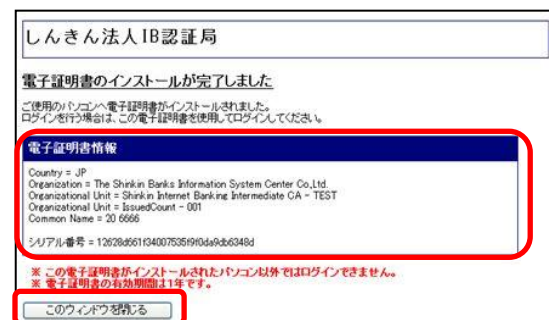 しんきん法人IB認証局
電子証明書のインストールが完了しました
ご使用のパソコンへ電子証明書がインストールされました。
ログインを行う場合は、この電子証明書を使用してログインしてください。
電子証明書情報
Country = JP
Organization = The Shinkin Banks Information System Center Co.,Ltd.
Organizational Unit = Shinkin Internet Banking Intermediate CA - TEST
Organizational Unit = IssuedCount - 001
Common Name = 20 6666
シリアル番号 = 12628d661f34007535f9f0da9db6348d
※ この電子証明書がインストールされたパソコン以外ではログインできません。
※ 電子証明書の有効期間は1年です。
このウィンドウを閉じる